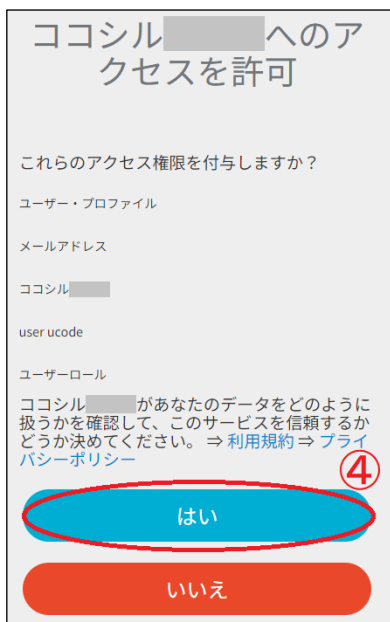 ココシル　　　へのア
クセスを許可
これらのアクセス権限を付与しますか？
ユーザー・プロファイル
メールアドレス
ココシル
user ucode
ユーザーロール
ココシル　　　があなたのデータをどのように
扱うかを確認して、このサービスを信頼するか
どうか決めてください。 ⇒ 利用規約 ⇒ プライ
バシーポリシー
④
はい
いいえ